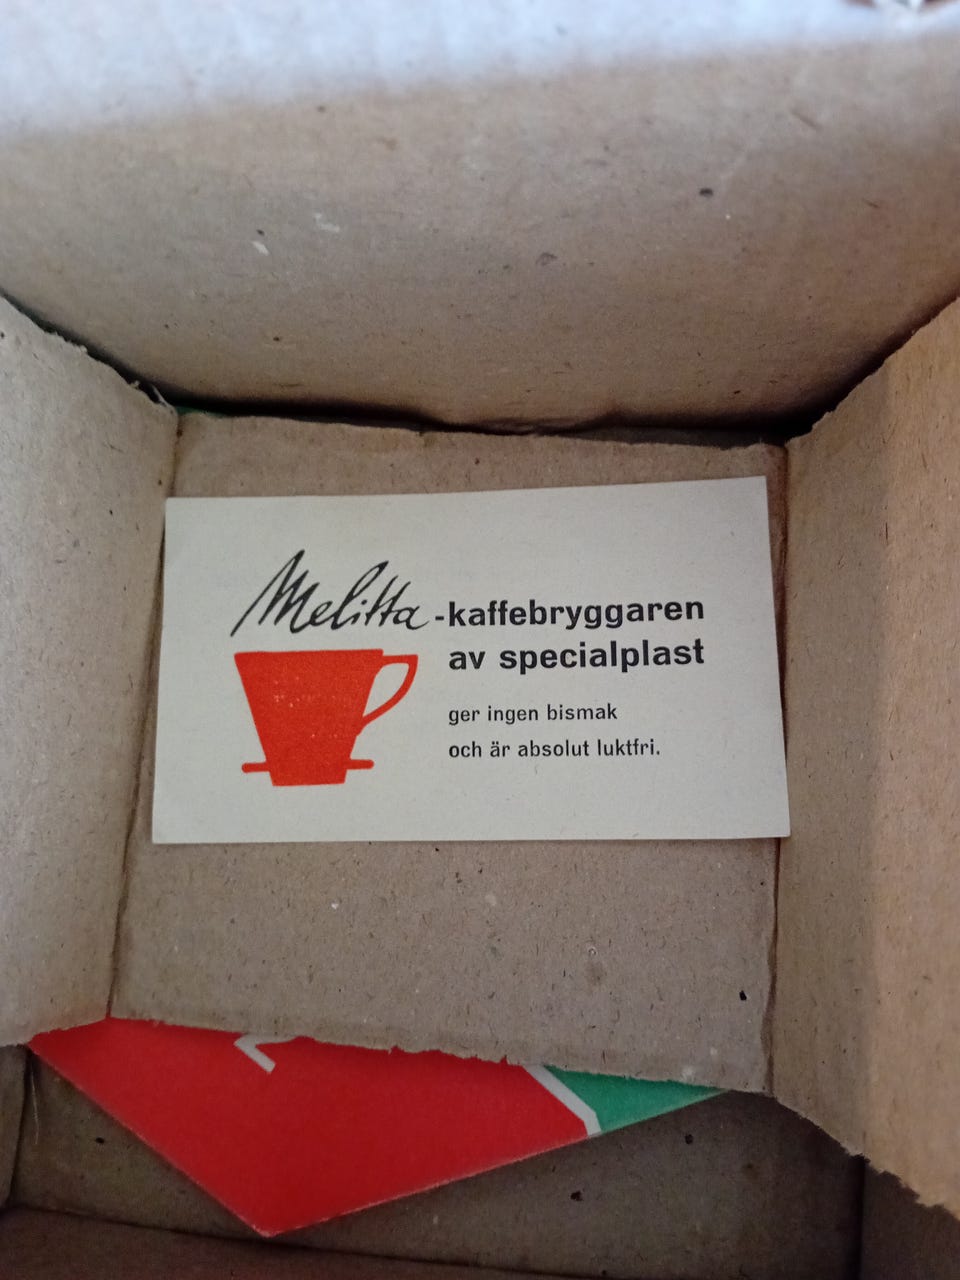 Melitta-kaffebryggaren
av specialplast
ger ingen bismak
och är absolut luktfri.